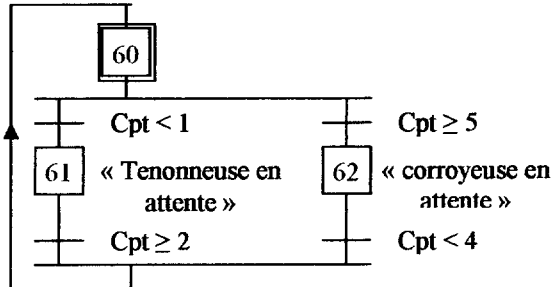 60
Cpt < 1
Cpt ≥ 5
61
« Tenonneuse en
attente »
62
« corroyeuse en
attente »
Cpt ≥ 2
Cpt < 4